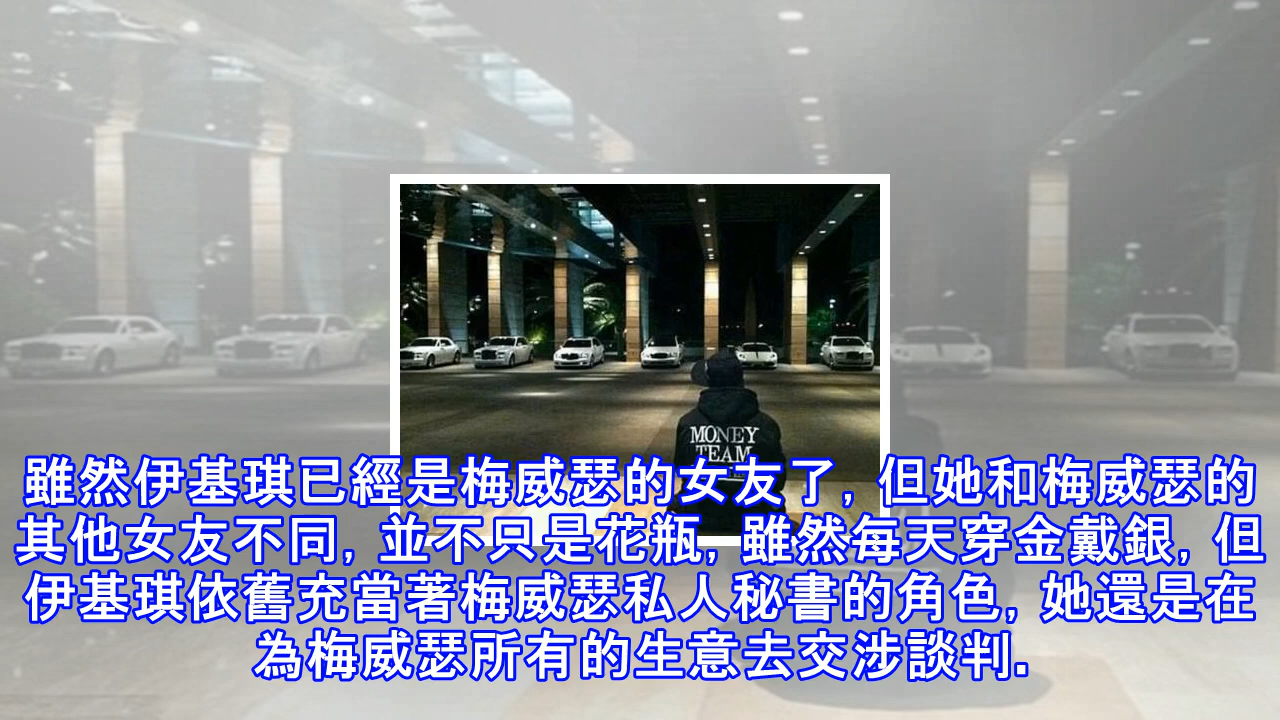 MONEY
TEAM
雖然伊基琪已經是梅威瑟的女友了, 但她和梅威瑟的
其他女友不同, 並不只是花瓶, 雖然每天穿金戴銀, 但
伊基琪依舊充當著梅威瑟私人秘書的角色, 她還是在
為梅威瑟所有的生意去交涉談判.